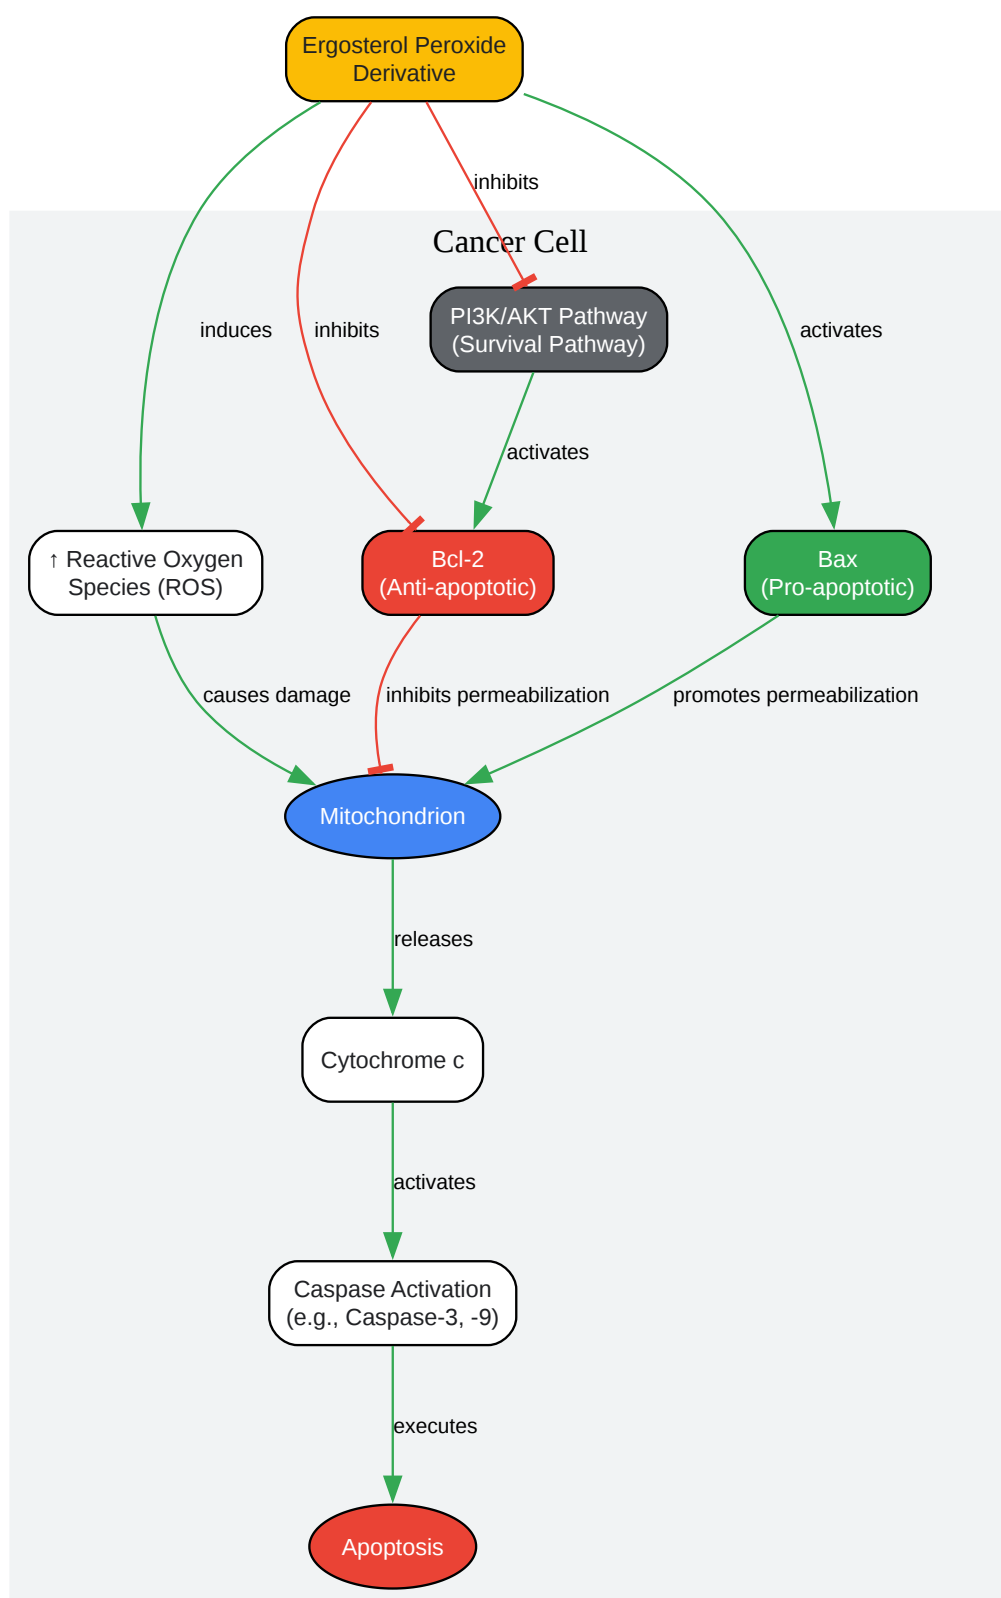 Ergosterol Peroxide
Derivative
inhibits
Cancer Cell
induces
inhibits
PI3K/AKT Pathway
(Survival Pathway)
activates
activates
↑ Reactive Oxygen
Species (ROS)
Bcl-2
(Anti-apoptotic)
Bax
(Pro-apoptotic)
causes damage
inhibits permeabilization
promotes permeabilization
Mitochondrion
releases
Cytochrome c
activates
Caspase Activation
(e.g., Caspase-3, -9)
executes
Apoptosis